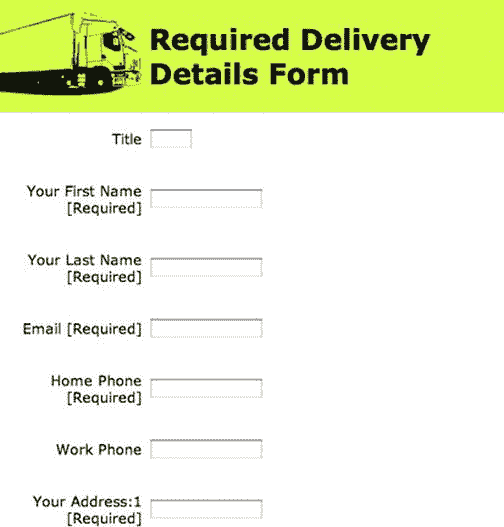 Required Delivery
Details Form
Title
Your First Name
[Required]
Your Last Name
[Required]
Email [Required]
Home Phone
[Required]
Work Phone
Your Address:1
[Required]